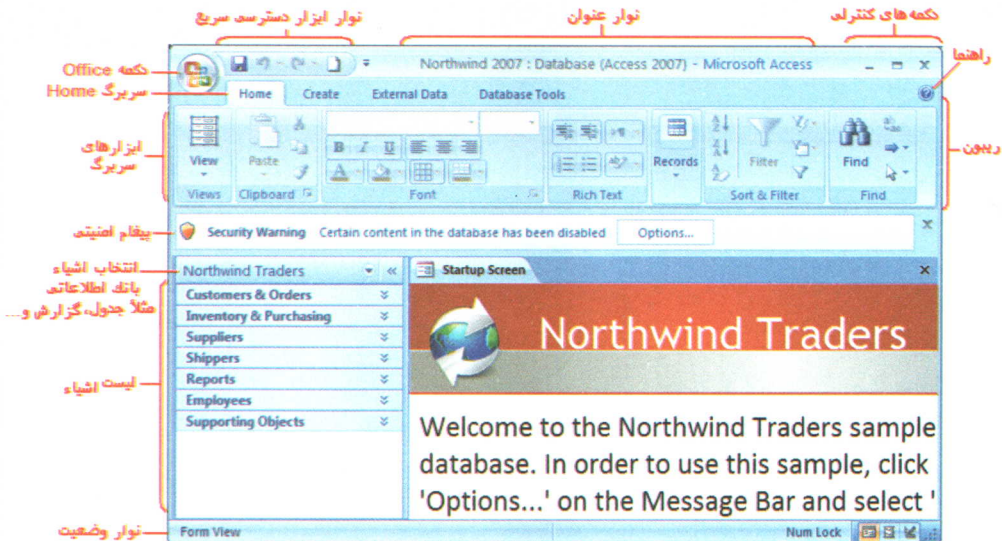 نوار ابزار دسترسی سریع
نوار عنوان
دکمه های کنترلی
راهنما
دکمه Office
سربرگ Home
ابزارهای
سربرگ
ریبون
پیغام امنیتی
انتخاب اشیاء
بانک اطلاعاتی
مثلاً جدول، گزارش و...
لیست اشیاء
نوار وضعیت
Northwind 2007 : Database (Access 2007) - Microsoft Access
Home Create External Data Database Tools
View Paste B I U A Records Filter Find
Views Clipboard Font Rich Text Sort & Filter Find
Security Warning Certain content in the database has been disabled Options...
Northwind Traders
Startup Screen
Customers & Orders
Inventory & Purchasing
Suppliers
Shippers
Reports
Employees
Supporting Objects
Northwind Traders
Welcome to the Northwind Traders sample
database. In order to use this sample, click
'Options...' on the Message Bar and select '
Form View
Num Lock